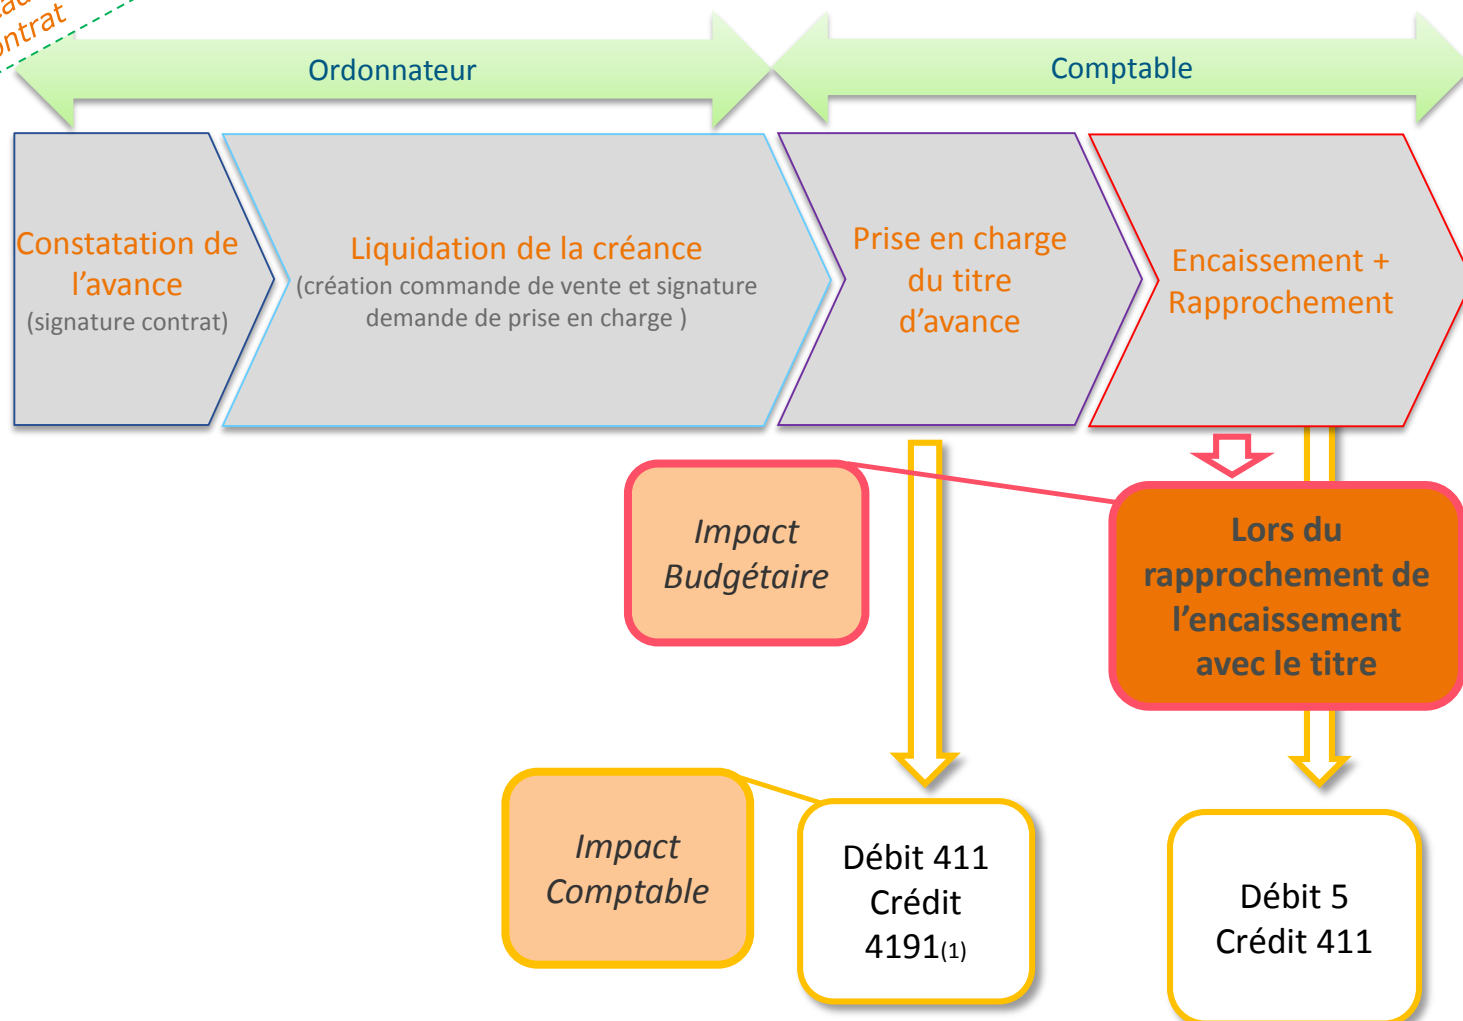 ontrat
Ordonnateur
Comptable
Constatation de
l’avance
(signature contrat)
Liquidation de la créance
(création commande de vente et signature
demande de prise en charge )
Prise en charge
du titre
d’avance
Encaissement +
Rapprochement
Impact
Budgétaire
Lors du
rapprochement de
l’encaissement
avec le titre
Impact
Comptable
Débit 411
Crédit
4191(1)
Débit 5
Crédit 411